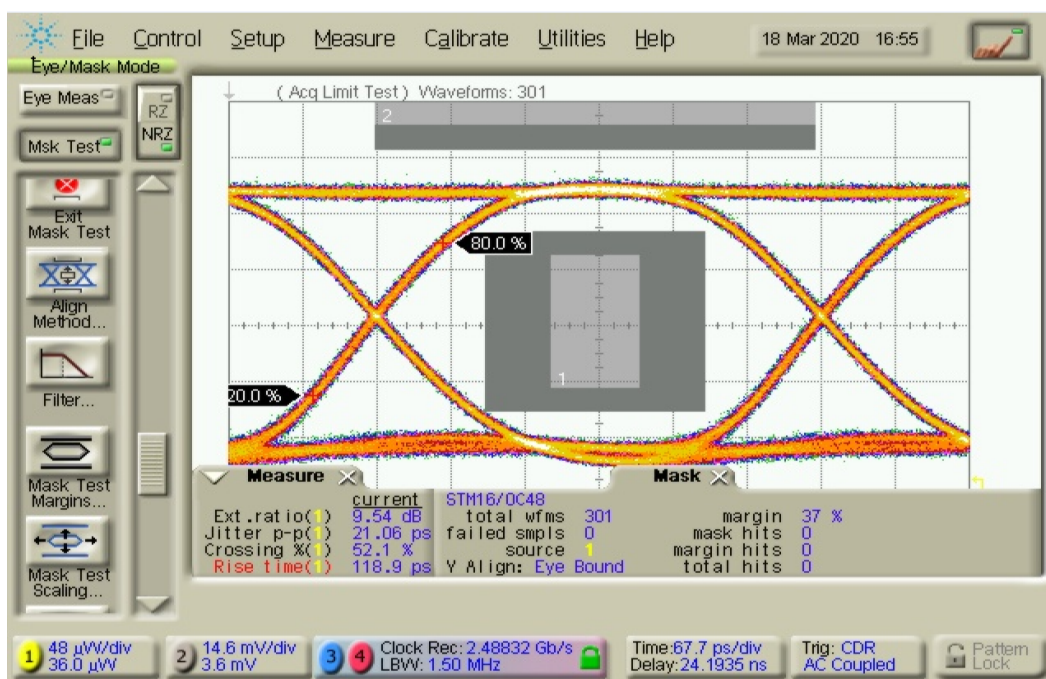 File Control Setup Measure Calibrate Utilities Help 18 Mar 2020 16:55
Eye/Mask Mode
Eye Meas
RZ
NRZ
Msk Test
Exit
Mask Test
Align
Method...
Filter...
Mask Test
Margins...
Mask Test
Scaling...
( Acq Limit Test ) Waveforms: 301
2
80.0 %
1
20.0 %
Measure
current
Ext.ratio(1) 9.54 dB
Jitter p-p(1) 21.06 ps
Crossing %(1) 52.1 %
Rise time(1) 118.9 ps
Mask
STM16/OC48
total wfms 301 margin 37 %
failed smpls 0 mask hits 0
source 1 margin hits 0
Y Align: Eye Bound total hits 0
1 48 µW/div
36.0 µW
2 14.6 mV/div
3.6 mV
3 4 Clock Rec: 2.48832 Gb/s
LBW: 1.50 MHz
Time:67.7 ps/div
Delay:24.1935 ns
Trig: CDR
AC Coupled
Pattern
Lock